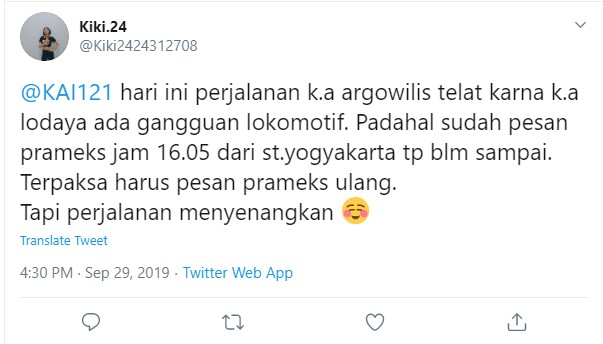 Kiki.24
@Kiki2424312708
@KAI121 hari ini perjalanan k.a argowilis telat karna k.a
lodaya ada gangguan lokomotif. Padahal sudah pesan
prameks jam 16.05 dari st.yogyakarta tp blm sampai.
Terpaksa harus pesan prameks ulang.
Tapi perjalanan menyenangkan ☺️
Translate Tweet
4:30 PM · Sep 29, 2019 · Twitter Web App